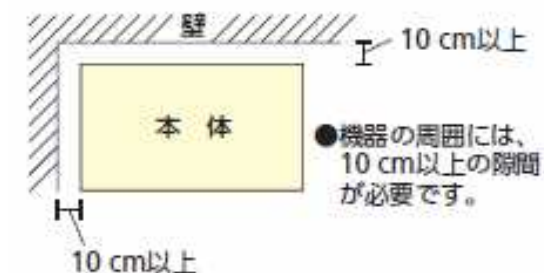 壁
10 cm以上
本 体
●機器の周囲には、
10 cm以上の隙間
が必要です。
10 cm以上